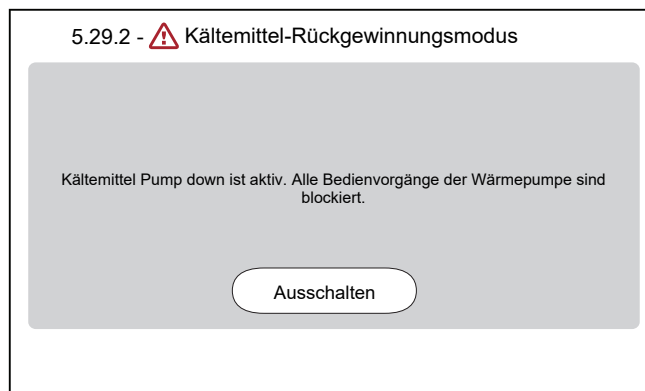 5.29.2 - Kältemittel-Rückgewinnungsmodus
Kältemittel Pump down ist aktiv. Alle Bedienvorgänge der Wärmepumpe sind
blockiert.
Ausschalten